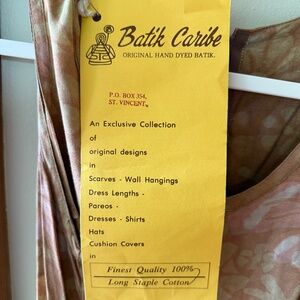 Batik Caribe
ORIGINAL HAND DYED BATIK.
P.O. BOX 354,
ST. VINCENT.
An Exclusive Collection
of
original designs
in
Scarves - Wall Hangings
Dress Lengths -
Pareos -
Dresses - Shirts
Hats
Cushion Covers
in
Finest Quality 100%
Long Staple Cotton